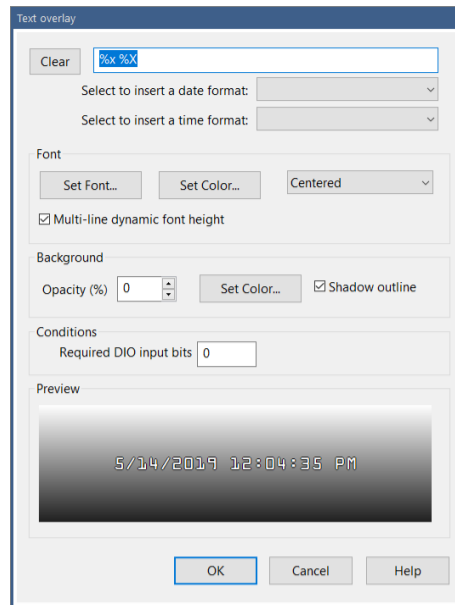 Text overlay
Clear %x %X
Select to insert a date format:
Select to insert a time format:
Font
Set Font... Set Color... Centered
Multi-line dynamic font height
Background
Opacity (%) 0 Set Color... Shadow outline
Conditions
Required DIO input bits 0
Preview
5/14/2019 12:04:35 PM
OK Cancel Help